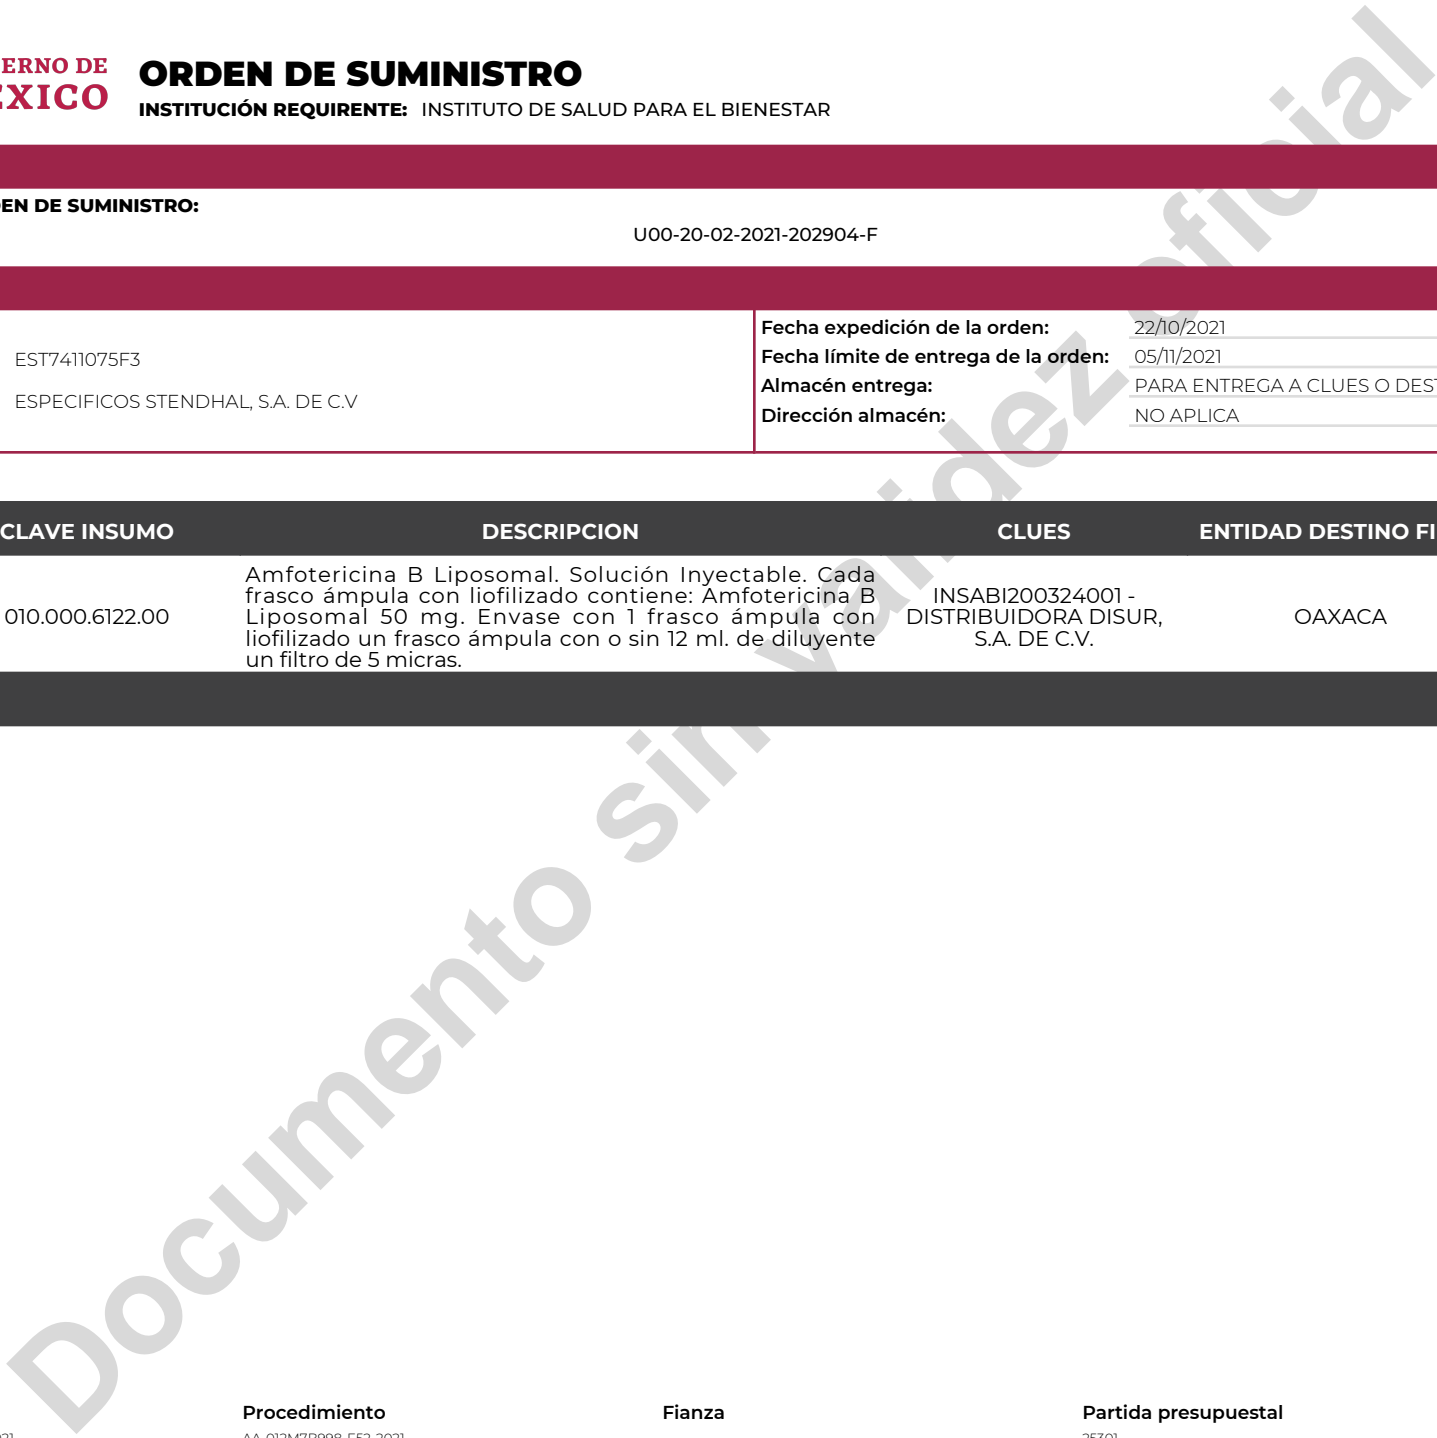 ERNO DE
EXICO
ORDEN DE SUMINISTRO
INSTITUCIÓN REQUIRENTE: INSTITUTO DE SALUD PARA EL BIENESTAR
EN DE SUMINISTRO:
U00-20-02-2021-202904-F
EST7411075F3
ESPECIFICOS STENDHAL, S.A. DE C.V
Fecha expedición de la orden: 22/10/2021
Fecha límite de entrega de la orden: 05/11/2021
Almacén entrega: PARA ENTREGA A CLUES O DEST
Dirección almacén: NO APLICA
CLAVE INSUMO DESCRIPCION CLUES ENTIDAD DESTINO FI
010.000.6122.00
Amfotericina B Liposomal. Solución Inyectable. Cada
frasco ámpula con liofilizado contiene: Amfotericina B
Liposomal 50 mg. Envase con 1 frasco ámpula con
liofilizado un frasco ámpula con o sin 12 ml. de diluyente
un filtro de 5 micras.
INSABI200324001 -
DISTRIBUIDORA DISUR,
S.A. DE C.V.
OAXACA
Documento sin validez oficial
Procedimiento Fianza Partida presupuestal